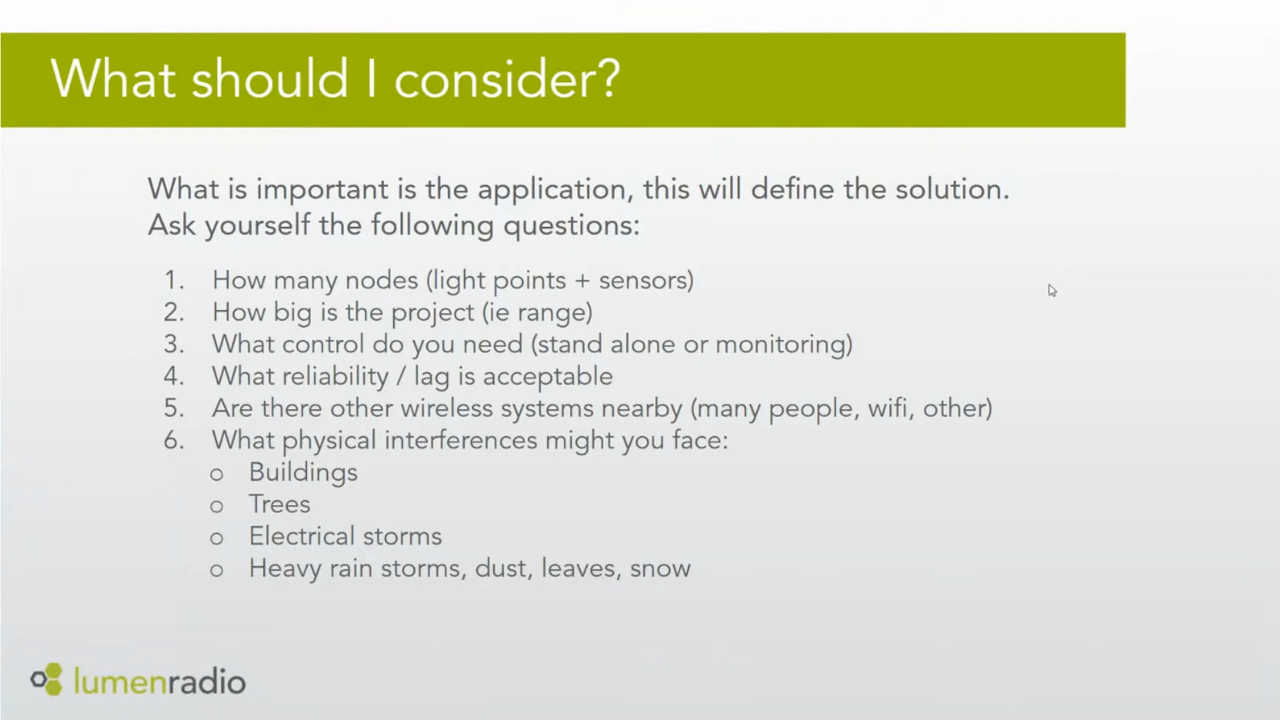 What should I consider?
What is important is the application, this will define the solution.
Ask yourself the following questions:
1. How many nodes (light points + sensors)
2. How big is the project (ie range)
3. What control do you need (stand alone or monitoring)
4. What reliability / lag is acceptable
5. Are there other wireless systems nearby (many people, wifi, other)
6. What physical interferences might you face:
o Buildings
o Trees
o Electrical storms
o Heavy rain storms, dust, leaves, snow
lumenradio